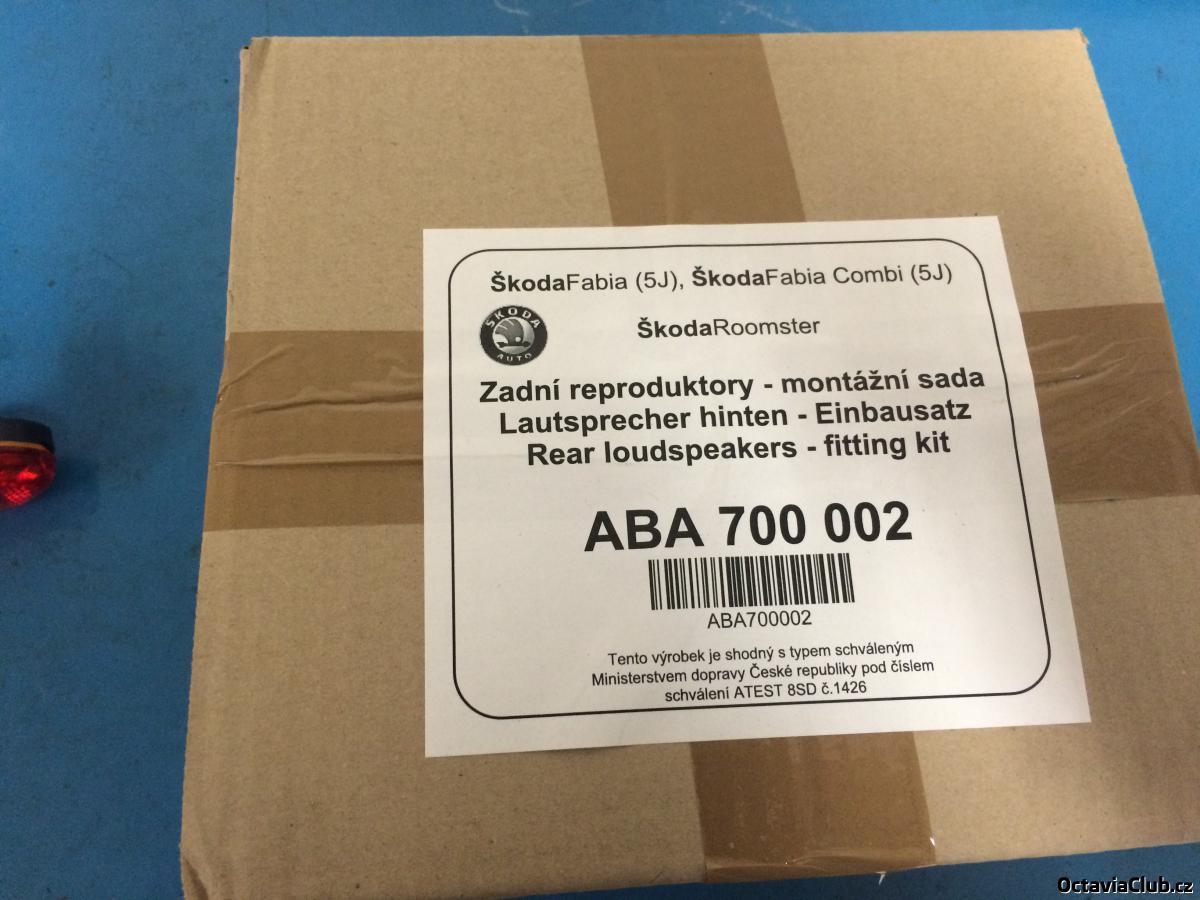 ŠkodaFabia (5J), ŠkodaFabia Combi (5J)
ŠKODA
AUTO
ŠkodaRoomster
Zadní reproduktory - montážní sada
Lautsprecher hinten - Einbausatz
Rear loudspeakers - fitting kit
ABA 700 002
ABA700002
Tento výrobek je shodný s typem schváleným
Ministerstvem dopravy České republiky pod číslem
schválení ATEST 8SD č.1426
OctaviaClub.cz